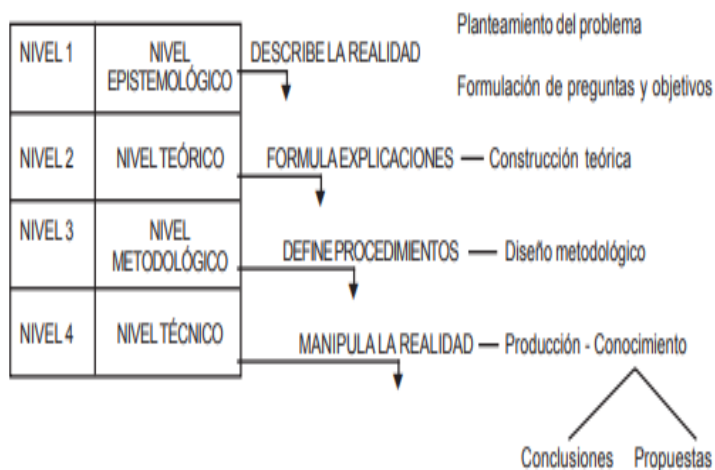 Planteamiento del problema
NIVEL 1 NIVEL EPISTEMOLÓGICO DESCRIBE LA REALIDAD
Formulación de preguntas y objetivos
NIVEL 2 NIVEL TEÓRICO FORMULA EXPLICACIONES — Construcción teórica
NIVEL 3 NIVEL METODOLÓGICO DEFINE PROCEDIMIENTOS — Diseño metodológico
NIVEL 4 NIVEL TÉCNICO MANIPULA LA REALIDAD — Producción - Conocimiento
Conclusiones Propuestas